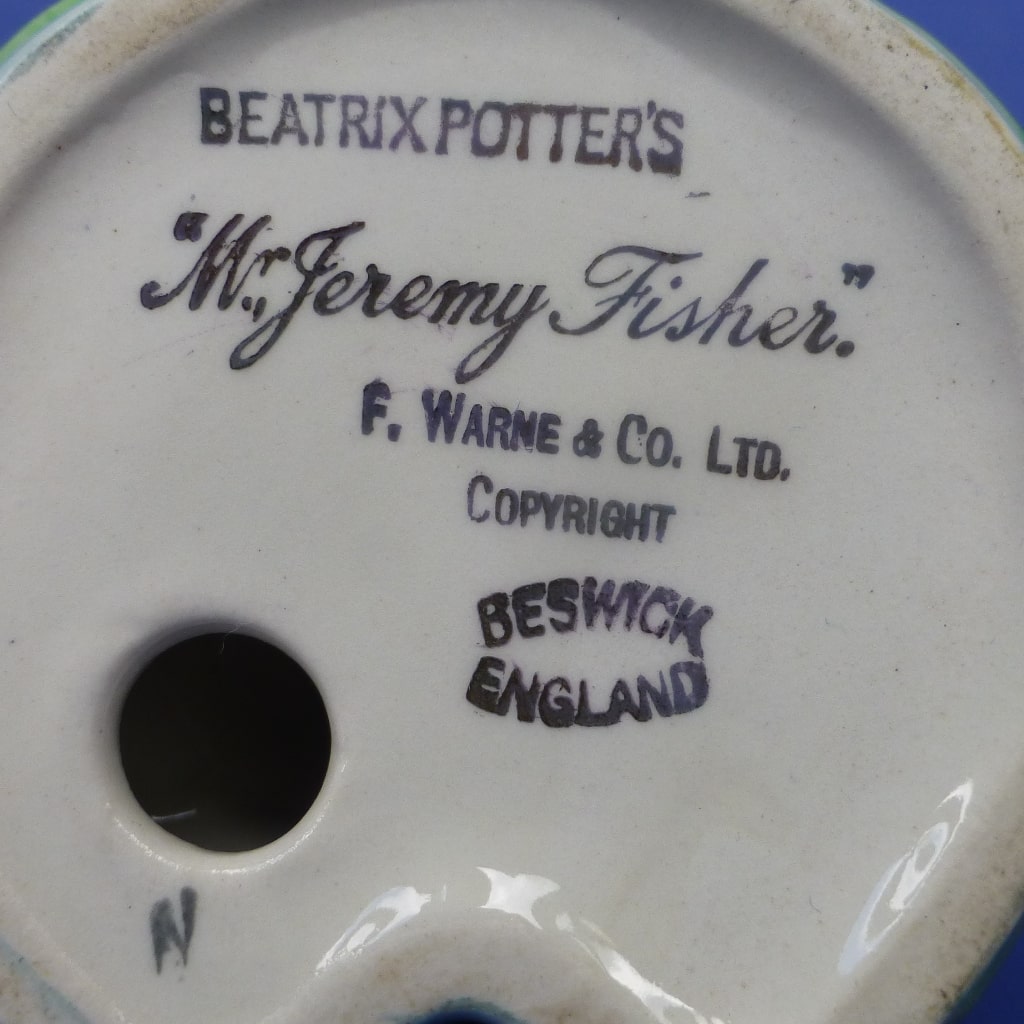 BEATRIX POTTER'S
"Mr. Jeremy Fisher."
F. WARNE & CO. LTD.
COPYRIGHT
BESWICK
ENGLAND
N